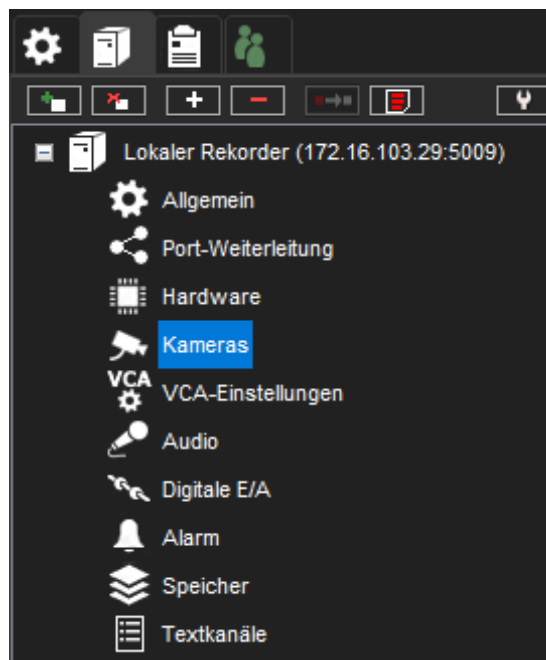 Lokaler Rekorder (172.16.103.29:5009)
Allgemein
Port-Weiterleitung
Hardware
Kameras
VCA
VCA-Einstellungen
Audio
Digitale E/A
Alarm
Speicher
Textkanäle